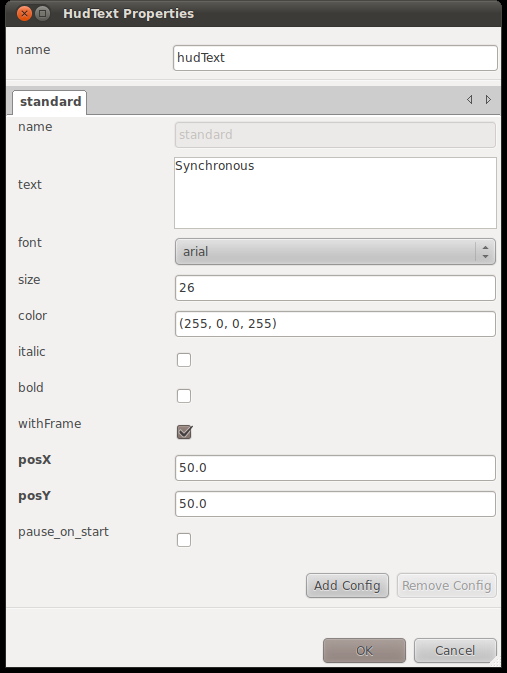 HudText Properties
name
hudText
standard
name
standard
text
Synchronous
font
arial
size
26
color
(255, 0, 0, 255)
italic
bold
withFrame
posX
50.0
posY
50.0
pause_on_start
Add Config
Remove Config
OK
Cancel